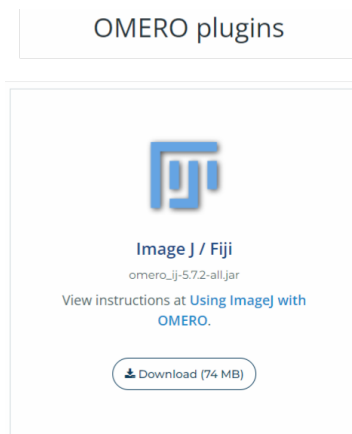 OMERO plugins
Image J / Fiji
omero_ij-5.7.2-all.jar
View instructions at Using ImageJ with
OMERO.
Download (74 MB)